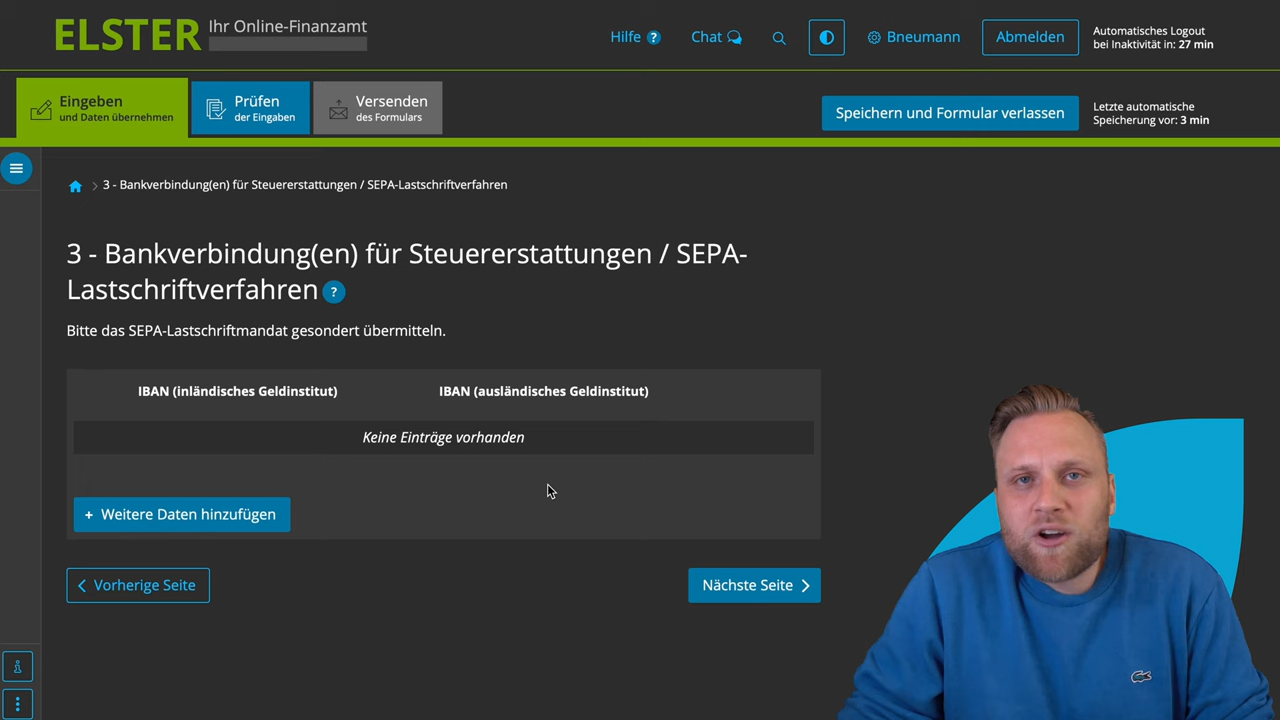 ELSTER
Ihr Online-Finanzamt
Hilfe ?
Chat
Bneumann
Abmelden
Automatisches Logout
bei Inaktivität in: 27 min
Eingeben
und Daten übernehmen
Prüfen
der Eingaben
Versenden
des Formulars
Speichern und Formular verlassen
Letzte automatische
Speicherung vor: 3 min
3 - Bankverbindung(en) für Steuererstattungen / SEPA-Lastschriftverfahren
3 - Bankverbindung(en) für Steuererstattungen / SEPA-
Lastschriftverfahren ?
Bitte das SEPA-Lastschriftmandat gesondert übermitteln.
IBAN (inländisches Geldinstitut)
IBAN (ausländisches Geldinstitut)
Keine Einträge vorhanden
+ Weitere Daten hinzufügen
Vorherige Seite
Nächste Seite